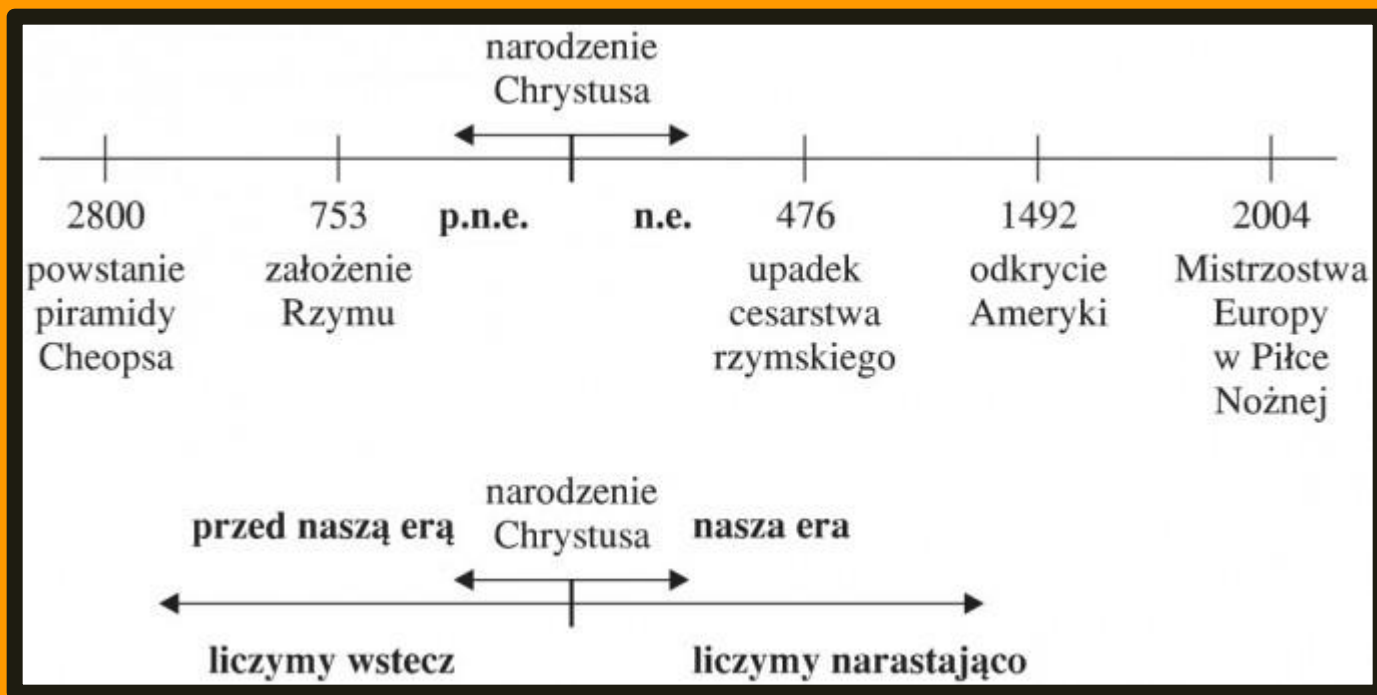 narodzenie
Chrystusa
2800 753 p.n.e. n.e. 476 1492 2004
powstanie założenie upadek odkrycie Mistrzostwa
piramidy Rzymu cesarstwa Ameryki Europy
Cheopsa rzymskiego w Piłce
Nożnej
narodzenie
przed naszą erą Chrystusa nasza era
liczymy wstecz liczymy narastająco